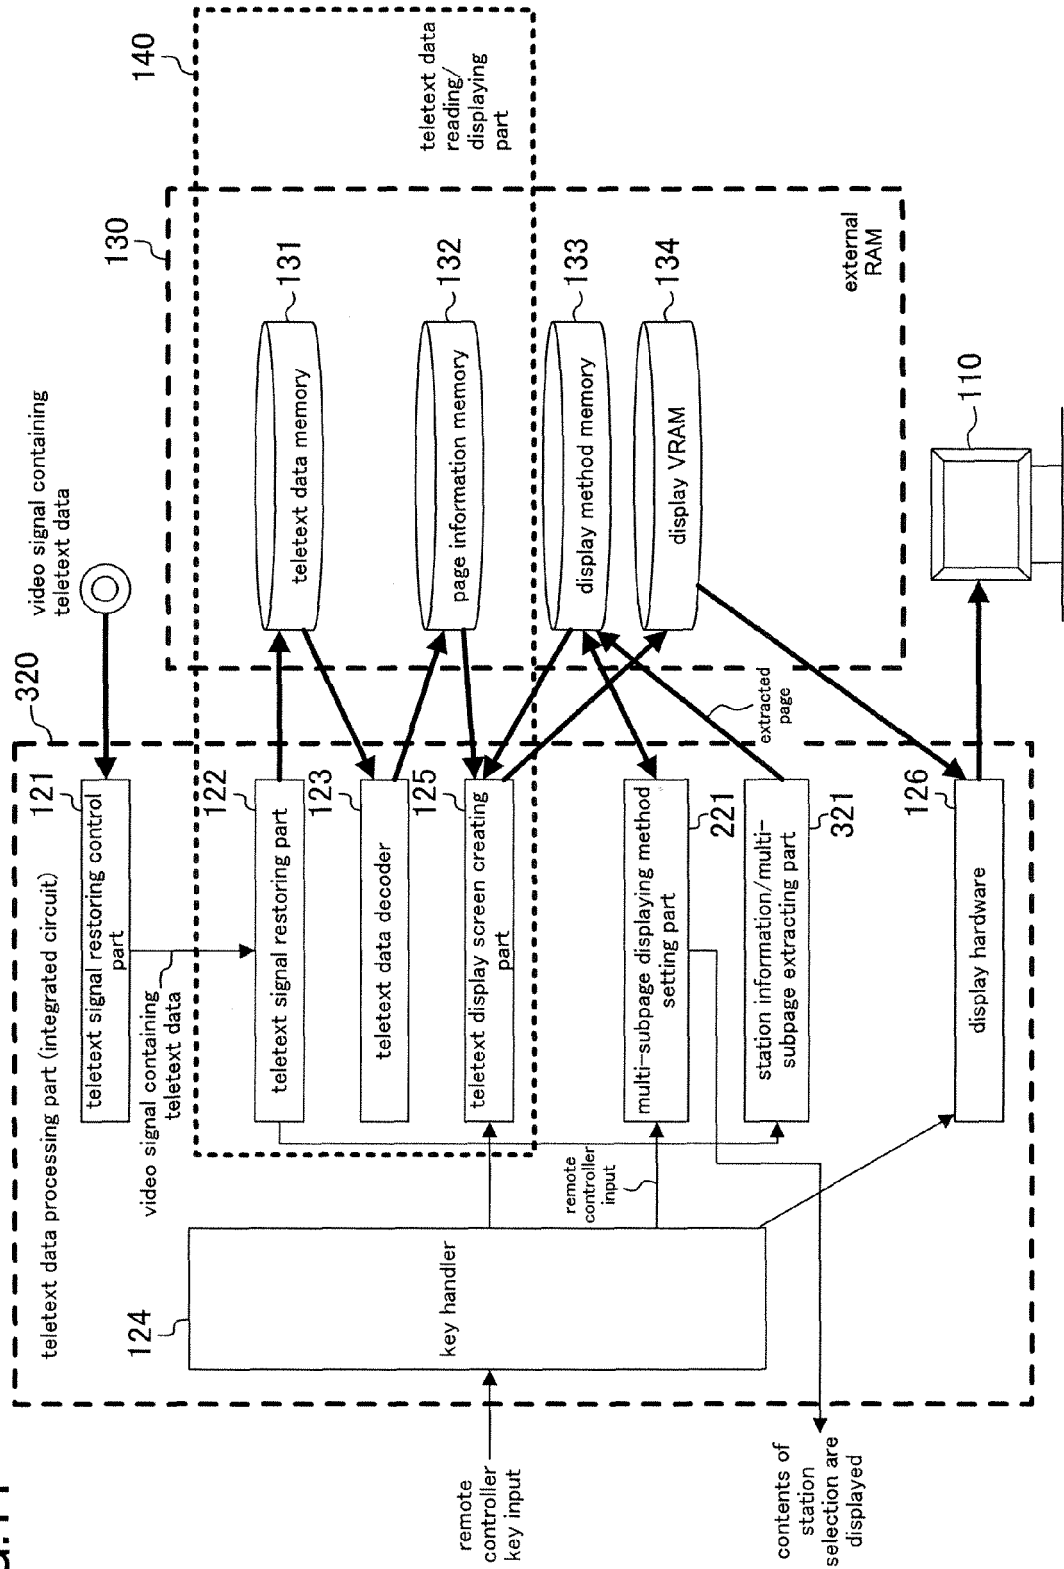 teletext data processing part (integrated circuit)
320
video signal containing
teletext data
121
teletext signal restoring control
part
video signal containing
teletext data
130
140
124
key handler
122
teletext signal restoring part
131
teletext data memory
123
teletext data decoder
125
teletext display screen creating
part
132
page information memory
teletext data
reading/
displaying
part
remote
controller
key input
remote
controller
input
133
display method memory
multi-subpage displaying method
setting part
221
134
display VRAM
extracted
page
station information/multi-
subpage extracting part
321
contents of
station
selection are
displayed
external
RAM
126
display hardware
110